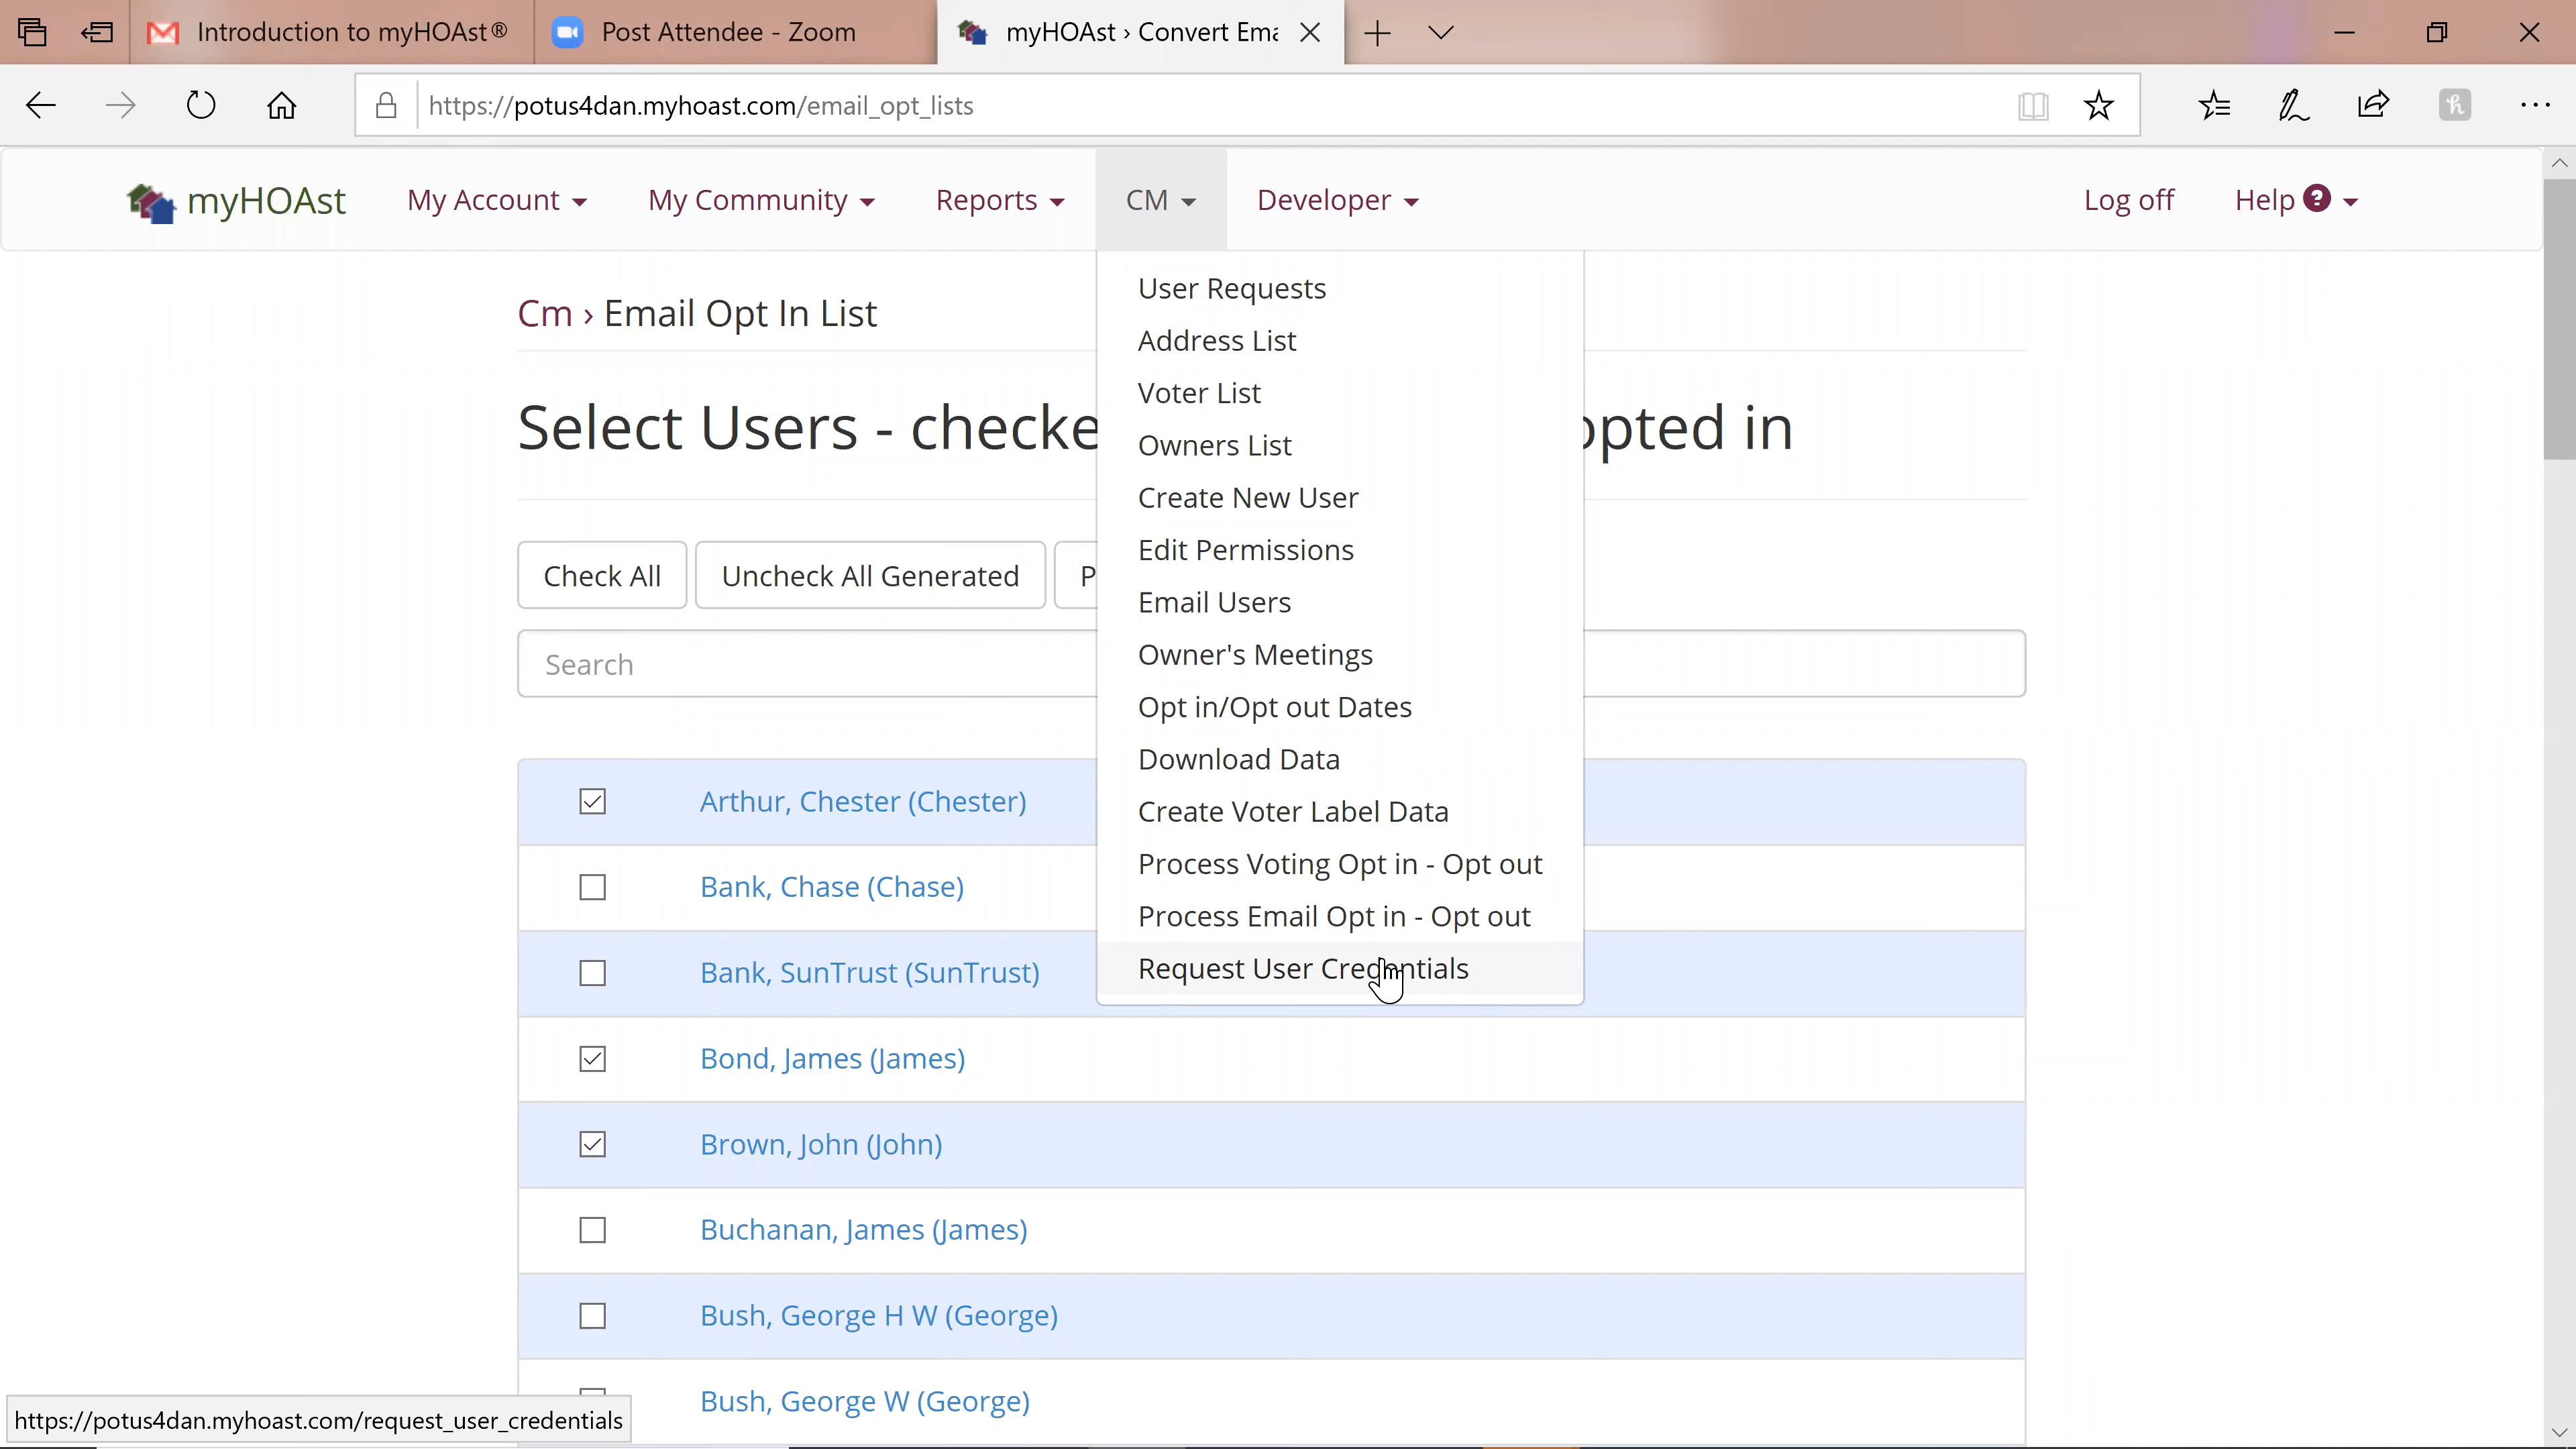 Introduction to myHOAst®
Post Attendee - Zoom
myHOAst › Convert Ema
https://potus4dan.myhoast.com/email_opt_lists
myHOAst
My Account
My Community
Reports
CM
Developer
Log off
Help ?
Cm › Email Opt In List
Select Users - checke
opted in
Check All
Uncheck All Generated
P
Search
User Requests
Address List
Voter List
Owners List
Create New User
Edit Permissions
Email Users
Owner's Meetings
Opt in/Opt out Dates
Download Data
Create Voter Label Data
Process Voting Opt in - Opt out
Process Email Opt in - Opt out
Request User Credentials
Arthur, Chester (Chester)
Bank, Chase (Chase)
Bank, SunTrust (SunTrust)
Bond, James (James)
Brown, John (John)
Buchanan, James (James)
Bush, George H W (George)
Bush, George W (George)
https://potus4dan.myhoast.com/request_user_credentials